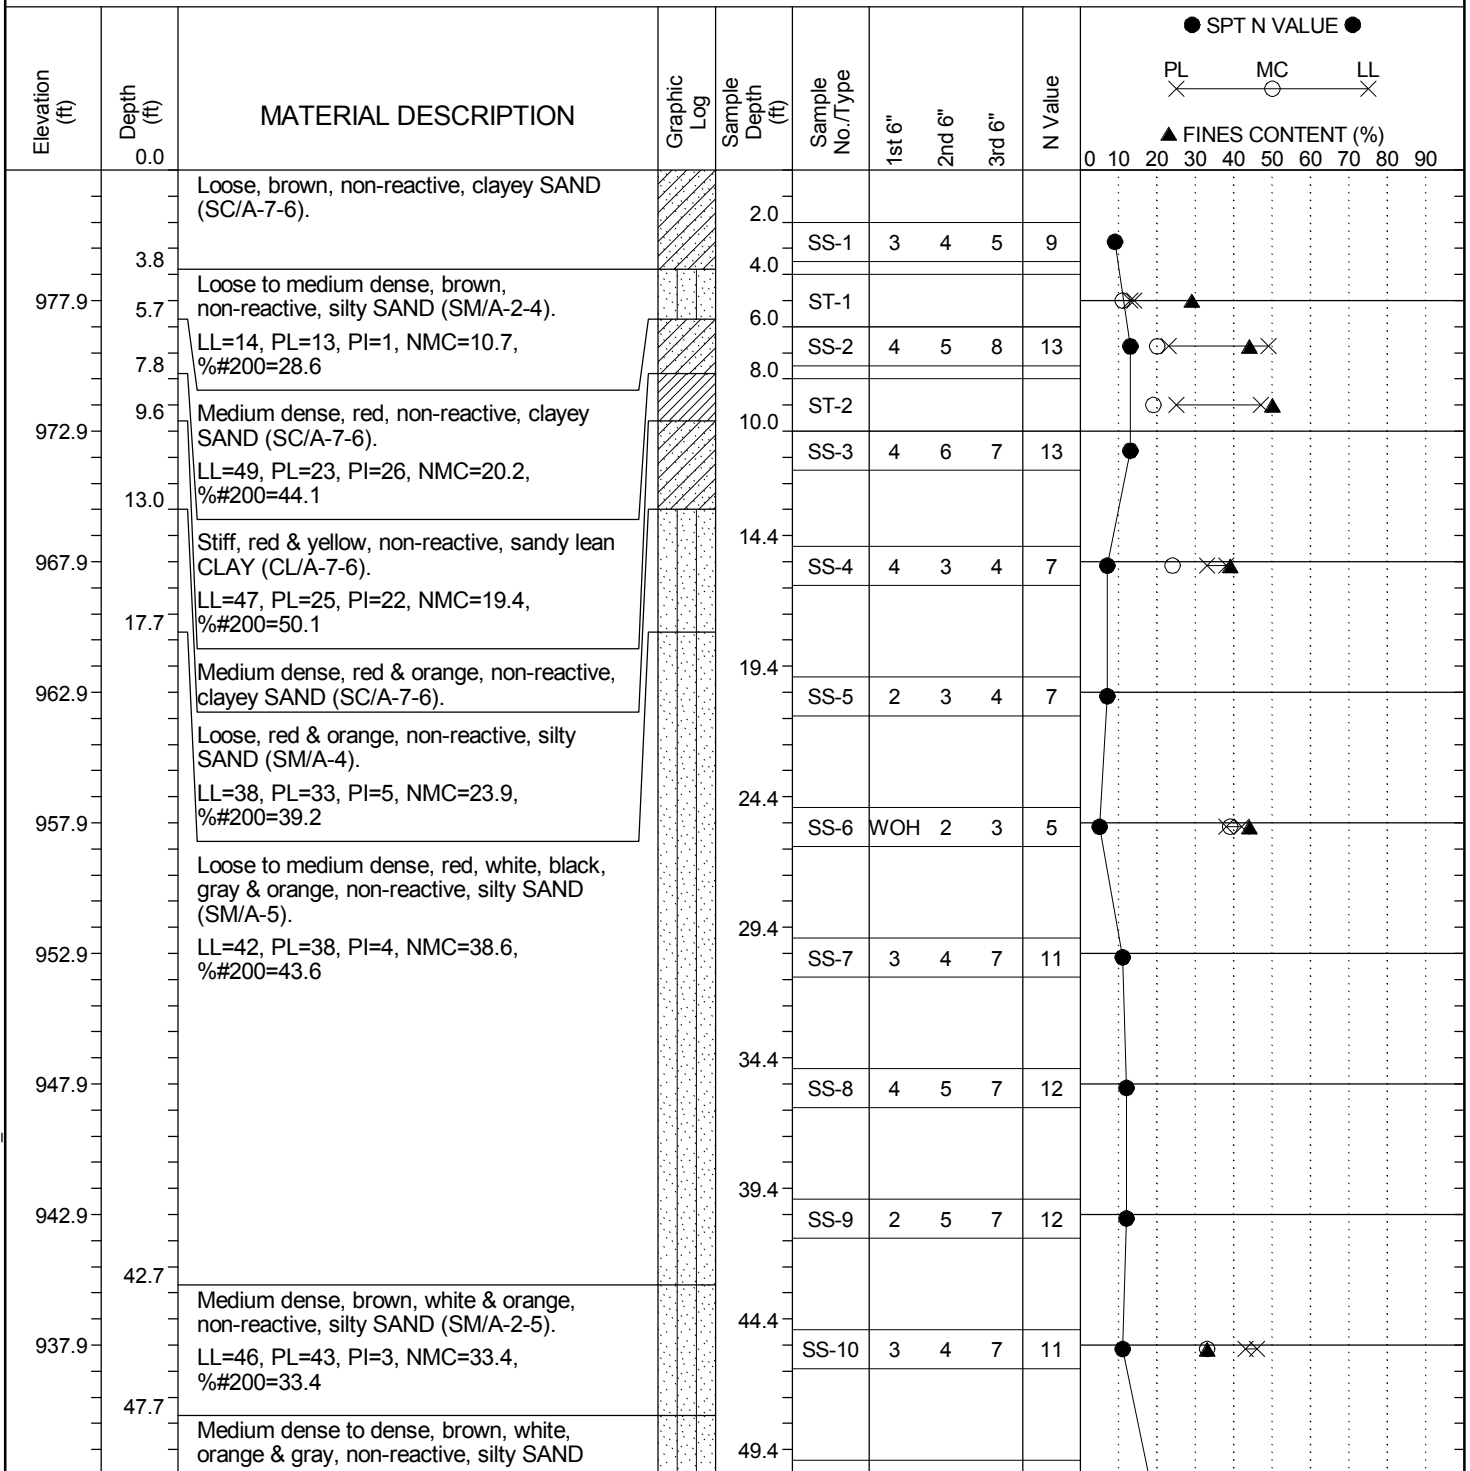 ● SPT N VALUE ●
PL MC LL
▲ FINES CONTENT (%)
0 10 20 30 40 50 60 70 80 90
Elevation (ft)
Depth (ft)
0.0
MATERIAL DESCRIPTION
Graphic Log
Sample Depth (ft)
Sample No./Type
1st 6"
2nd 6"
3rd 6"
N Value
Loose, brown, non-reactive, clayey SAND
(SC/A-7-6).
2.0
SS-1 3 4 5 9
3.8
4.0
Loose to medium dense, brown,
977.9
5.7
non-reactive, silty SAND (SM/A-2-4).
ST-1
6.0
LL=14, PL=13, PI=1, NMC=10.7,
%#200=28.6
SS-2 4 5 8 13
7.8
8.0
9.6
Medium dense, red, non-reactive, clayey
SAND (SC/A-7-6).
ST-2
10.0
972.9
LL=49, PL=23, PI=26, NMC=20.2,
%#200=44.1
SS-3 4 6 7 13
13.0
Stiff, red & yellow, non-reactive, sandy lean
CLAY (CL/A-7-6).
14.4
967.9
SS-4 4 3 4 7
LL=47, PL=25, PI=22, NMC=19.4,
%#200=50.1
17.7
Medium dense, red & orange, non-reactive,
clayey SAND (SC/A-7-6).
19.4
962.9
SS-5 2 3 4 7
Loose, red & orange, non-reactive, silty
SAND (SM/A-4).
LL=38, PL=33, PI=5, NMC=23.9,
%#200=39.2
24.4
957.9
SS-6 WOH 2 3 5
Loose to medium dense, red, white, black,
gray & orange, non-reactive, silty SAND
(SM/A-5).
29.4
952.9
LL=42, PL=38, PI=4, NMC=38.6,
%#200=43.6
SS-7 3 4 7 11
34.4
947.9
SS-8 4 5 7 12
39.4
942.9
SS-9 2 5 7 12
42.7
Medium dense, brown, white & orange,
non-reactive, silty SAND (SM/A-2-5).
44.4
937.9
LL=46, PL=43, PI=3, NMC=33.4,
%#200=33.4
SS-10 3 4 7 11
47.7
Medium dense to dense, brown, white,
orange & gray, non-reactive, silty SAND
49.4